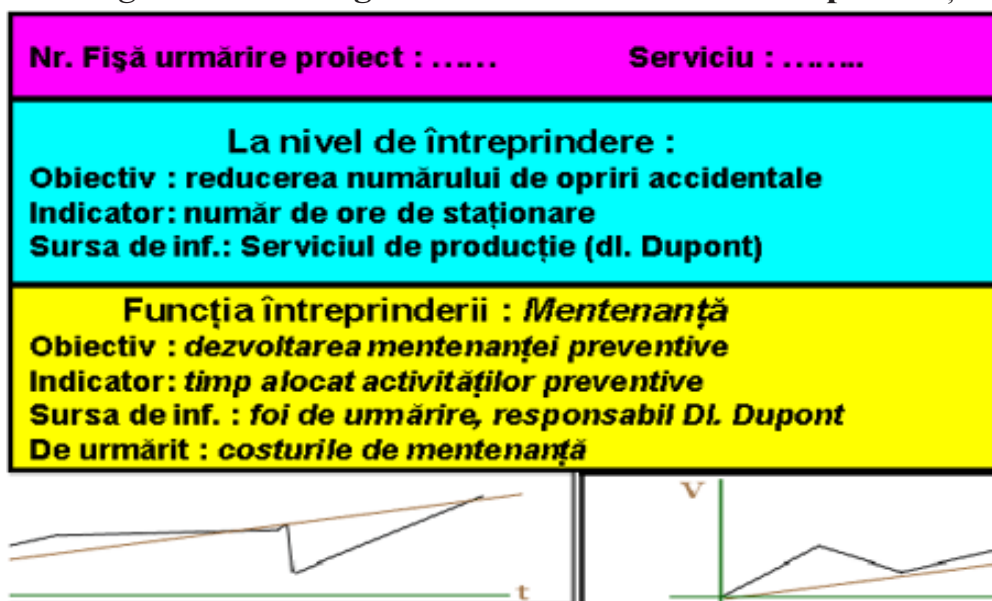 Nr. Fişă urmărire proiect : ...... Serviciu : ........
La nivel de întreprindere :
Obiectiv : reducerea numărului de opriri accidentale
Indicator: număr de ore de staționare
Sursa de inf.: Serviciul de producție (dl. Dupont)
Funcția întreprinderii : Mentenanță
Obiectiv : dezvoltarea mentenanței preventive
Indicator: timp alocat activităților preventive
Sursa de inf. : foi de urmărire, responsabil Dl. Dupont
De urmărit : costurile de mentenanță
V
t